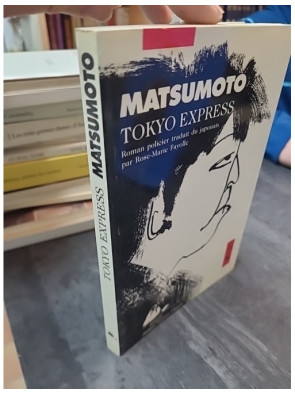 MATSUMOTO
TOKYO EXPRESS
Roman policier traduit du japonais
par Rose-Marie Fayolle
TOKYO EXPRESS MATSUMOTO